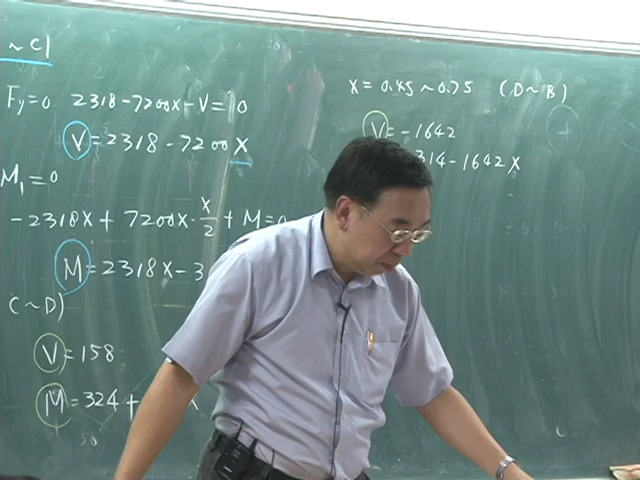 ~C)
Fy=0 2318-7200x-V=0
V=2318-7200x
M₁=0
-2318x+7200x·x/2+M=0
M=2318x-3
C~D)
V=158
M=324+
x=0.45~0.75 (D~B)
V=-1642
314-1642x